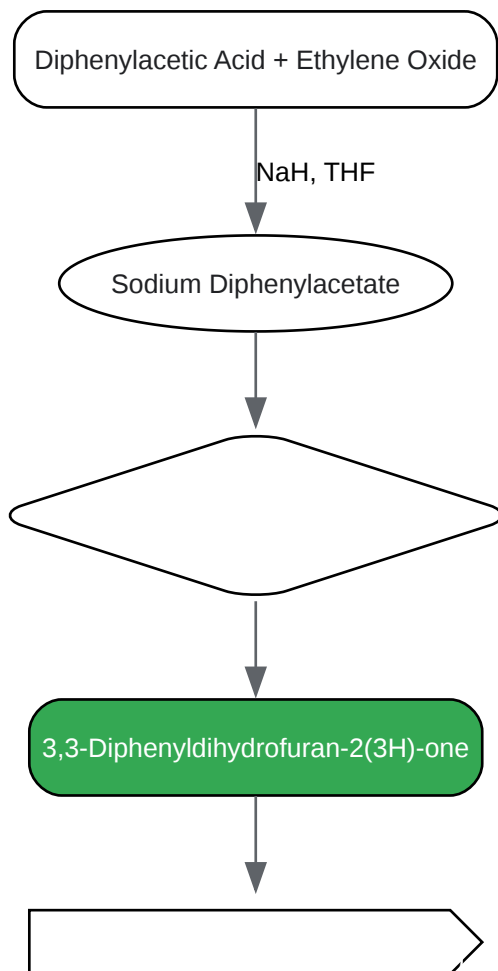 Diphenylacetic Acid + Ethylene Oxide
NaH, THF
Sodium Diphenylacetate
3,3-Diphenyldihydrofuran-2(3H)-one